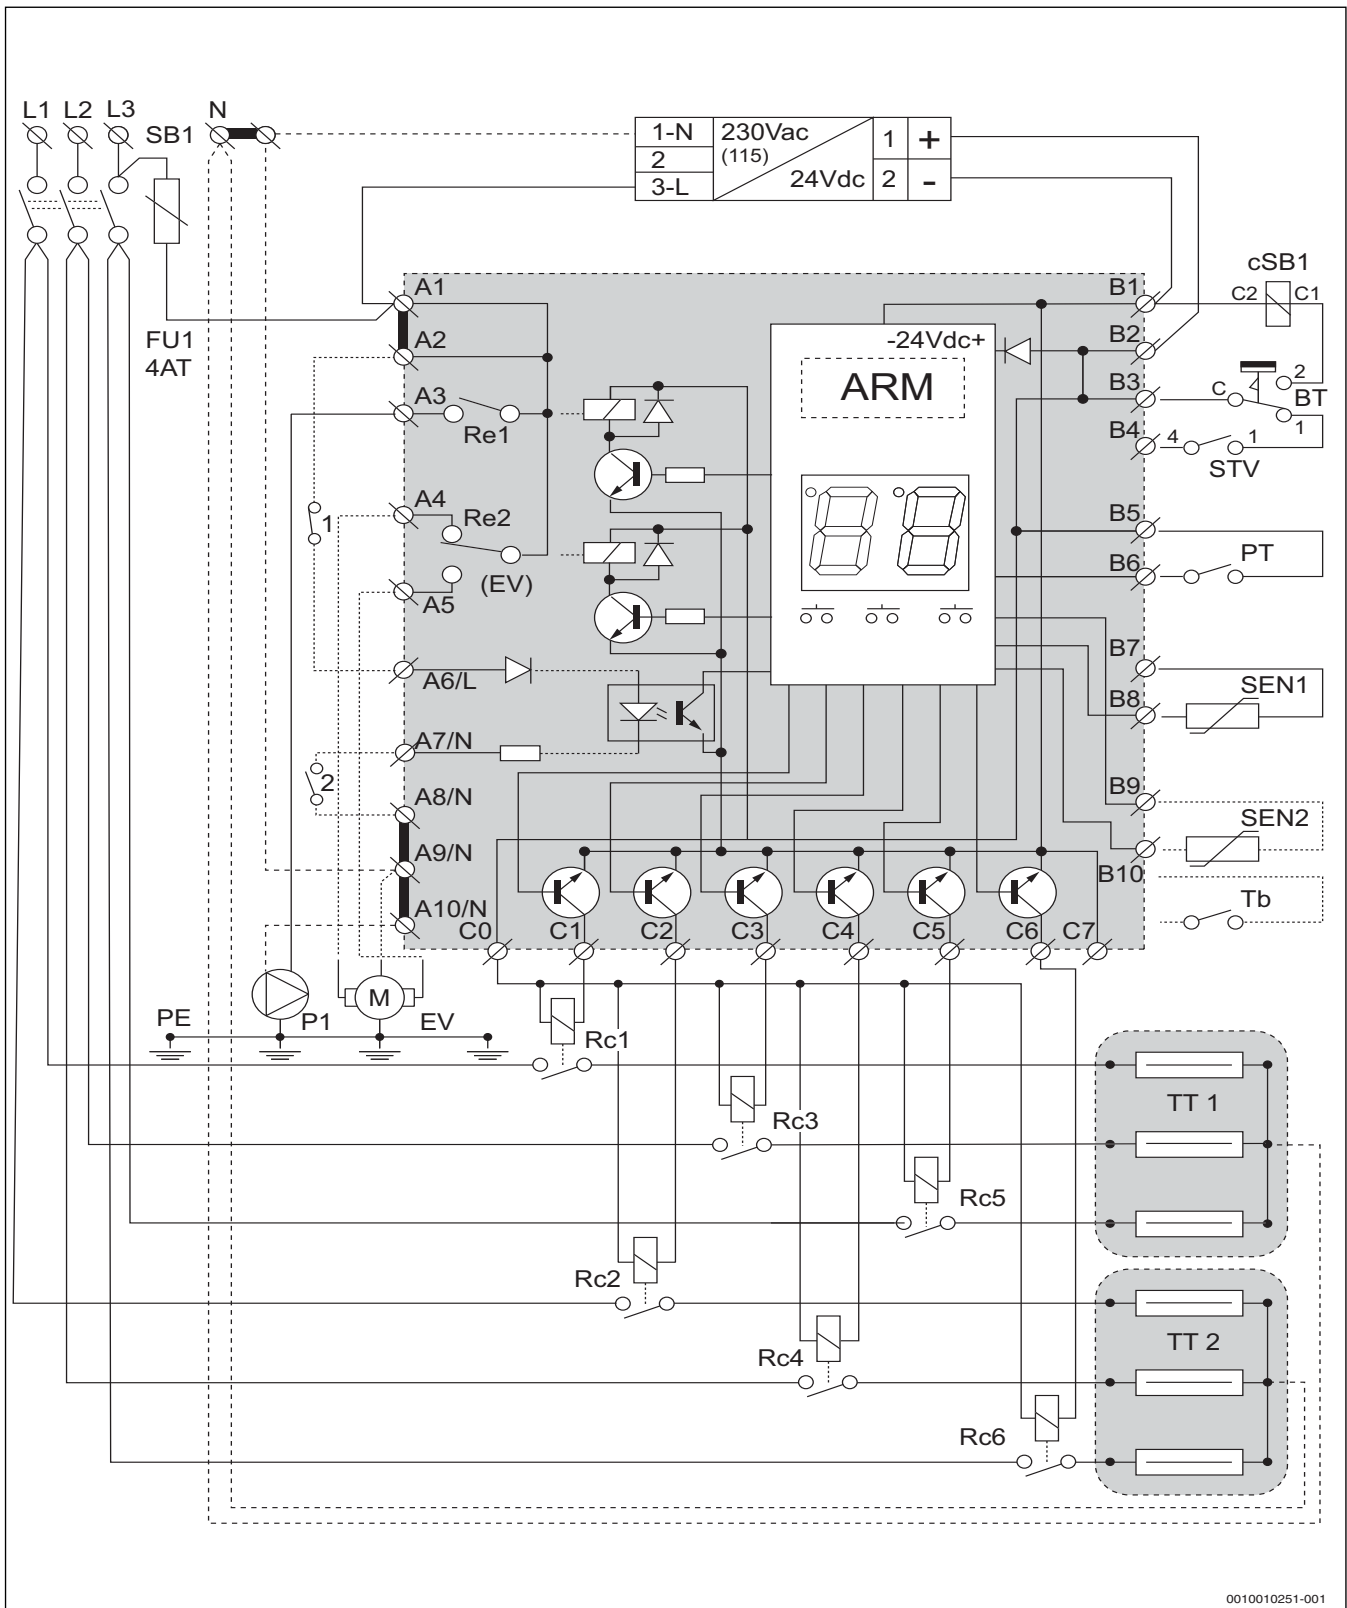 L1 L2 L3 N
SB1
1-N 230Vac 1 +
2 (115)
3-L 24Vdc 2 -
FU1
4AT
cSB1
C2 C1
A1 B1
A2 B2
-24Vdc+
ARM
A3 B3
Re1
C 2
BT
1
B4 4 1
STV
A4 B5
Re2
1
PT
B6
(EV)
A5
B7
A6/L
B8 SEN1
A7/N
2
A8/N B9
SEN2
A9/N
B10
A10/N Tb
C0 C1 C2 C3 C4 C5 C6 C7
M
PE P1 EV
Rc1
TT 1
Rc3
Rc5
Rc2
TT 2
Rc4
Rc6
0010010251-001